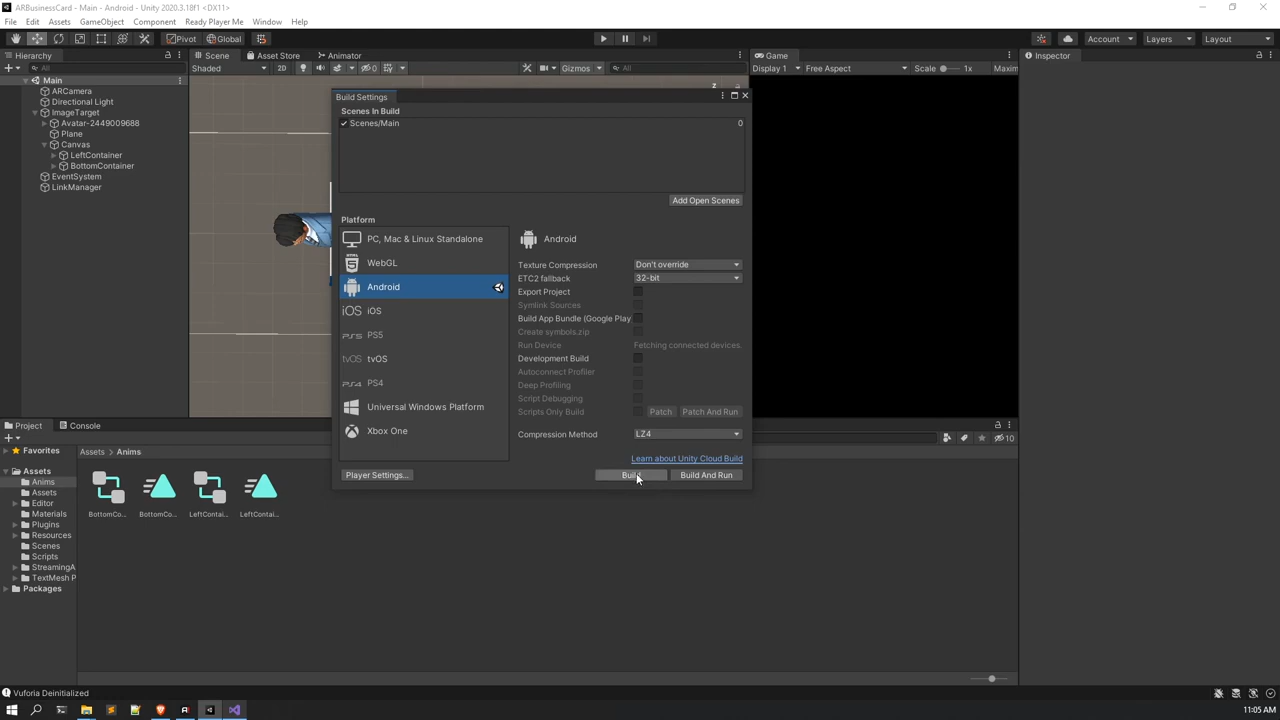 ARBusinessCard - Main - Android - Unity 2020.3.18f1 <DX11>
File Edit Assets GameObject Component Ready Player Me Window Help
Pivot Global Account Layers Layout
Hierarchy Scene Asset Store Animator Game Inspector
All Shaded 2D 0 Gizmos All Display 1 Free Aspect Scale 1x Maxim
Main
ARCamera
Directional Light
ImageTarget
Avatar-2449009688
Plane
Canvas
LeftContainer
BottomContainer
EventSystem
LinkManager
Build Settings
Scenes In Build
Scenes/Main 0
Add Open Scenes
Platform
PC, Mac & Linux Standalone
WebGL
Android
iOS iOS
PS5 PS5
tvOS tvOS
PS4 PS4
Universal Windows Platform
Xbox One
Android
Texture Compression Don't override
ETC2 fallback 32-bit
Export Project
Symlink Sources
Build App Bundle (Google Play
Create symbols.zip
Run Device Fetching connected devices.
Development Build
Autoconnect Profiler
Deep Profiling
Script Debugging
Scripts Only Build Patch Patch And Run
Compression Method LZ4
Learn about Unity Cloud Build
Player Settings... Build Build And Run
Project Console
10
Favorites
Assets
Anims
Assets
Editor
Materials
Plugins
Resources
Scenes
Scripts
StreamingA
TextMesh P
Packages
Assets > Anims
BottomCo... BottomCo... LeftContai... LeftContai...
Vuforia Deinitialized
11:05 AM